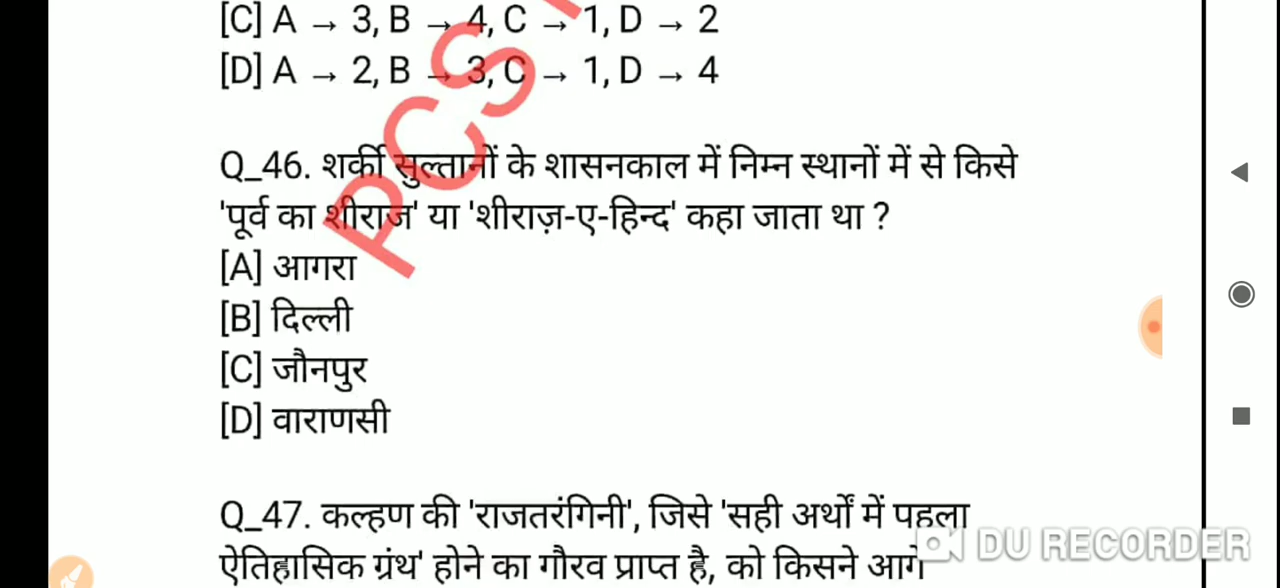 [C] A → 3, B → 4, C → 1, D → 2
[D] A → 2, B → 3, C → 1, D → 4
PCS
Q_46. शर्की सुल्तानों के शासनकाल में निम्न स्थानों में से किसे
'पूर्व का शीराज' या 'शीराज़-ए-हिन्द' कहा जाता था ?
[A] आगरा
[B] दिल्ली
[C] जौनपुर
[D] वाराणसी
Q_47. कल्हण की 'राजतरंगिनी', जिसे 'सही अर्थों में पहला
ऐतिहासिक ग्रंथ' होने का गौरव प्राप्त है, को किसने आगे
DU RECORDER